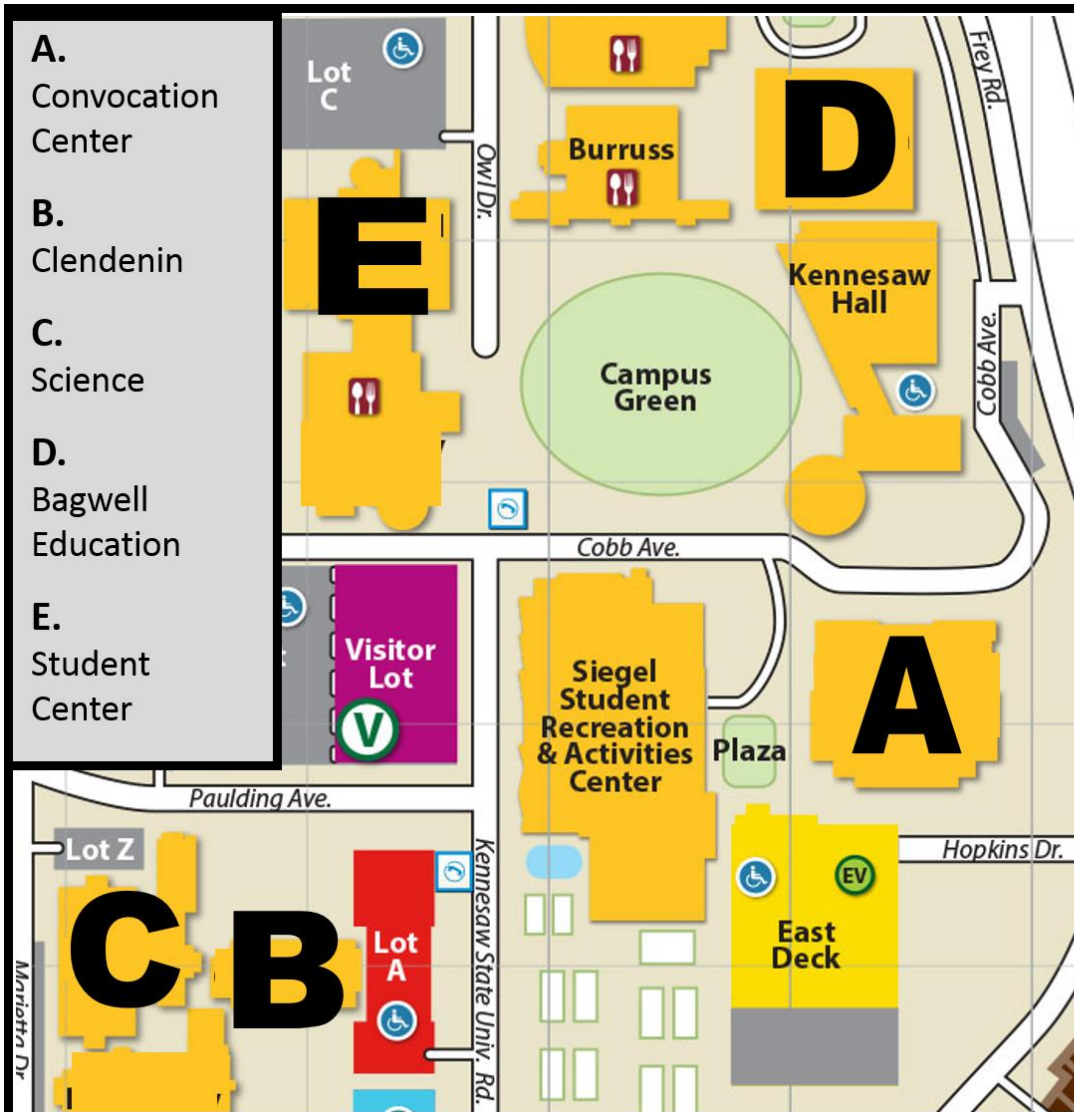 A.
Convocation
Center
B.
Clendenin
C.
Science
D.
Bagwell
Education
E.
Student
Center
Lot
C
Owl Dr.
Burruss
D
Frey Rd.
E
Kennesaw
Hall
Campus
Green
Cobb Ave.
Cobb Ave.
Visitor
Lot
V
Siegel
Student
Recreation
& Activities
Center
Plaza
A
Paulding Ave.
Lot Z
Kennesaw State Univ. Rd.
Hopkins Dr.
EV
East
Deck
C
B
Lot
A
Marietta Dr